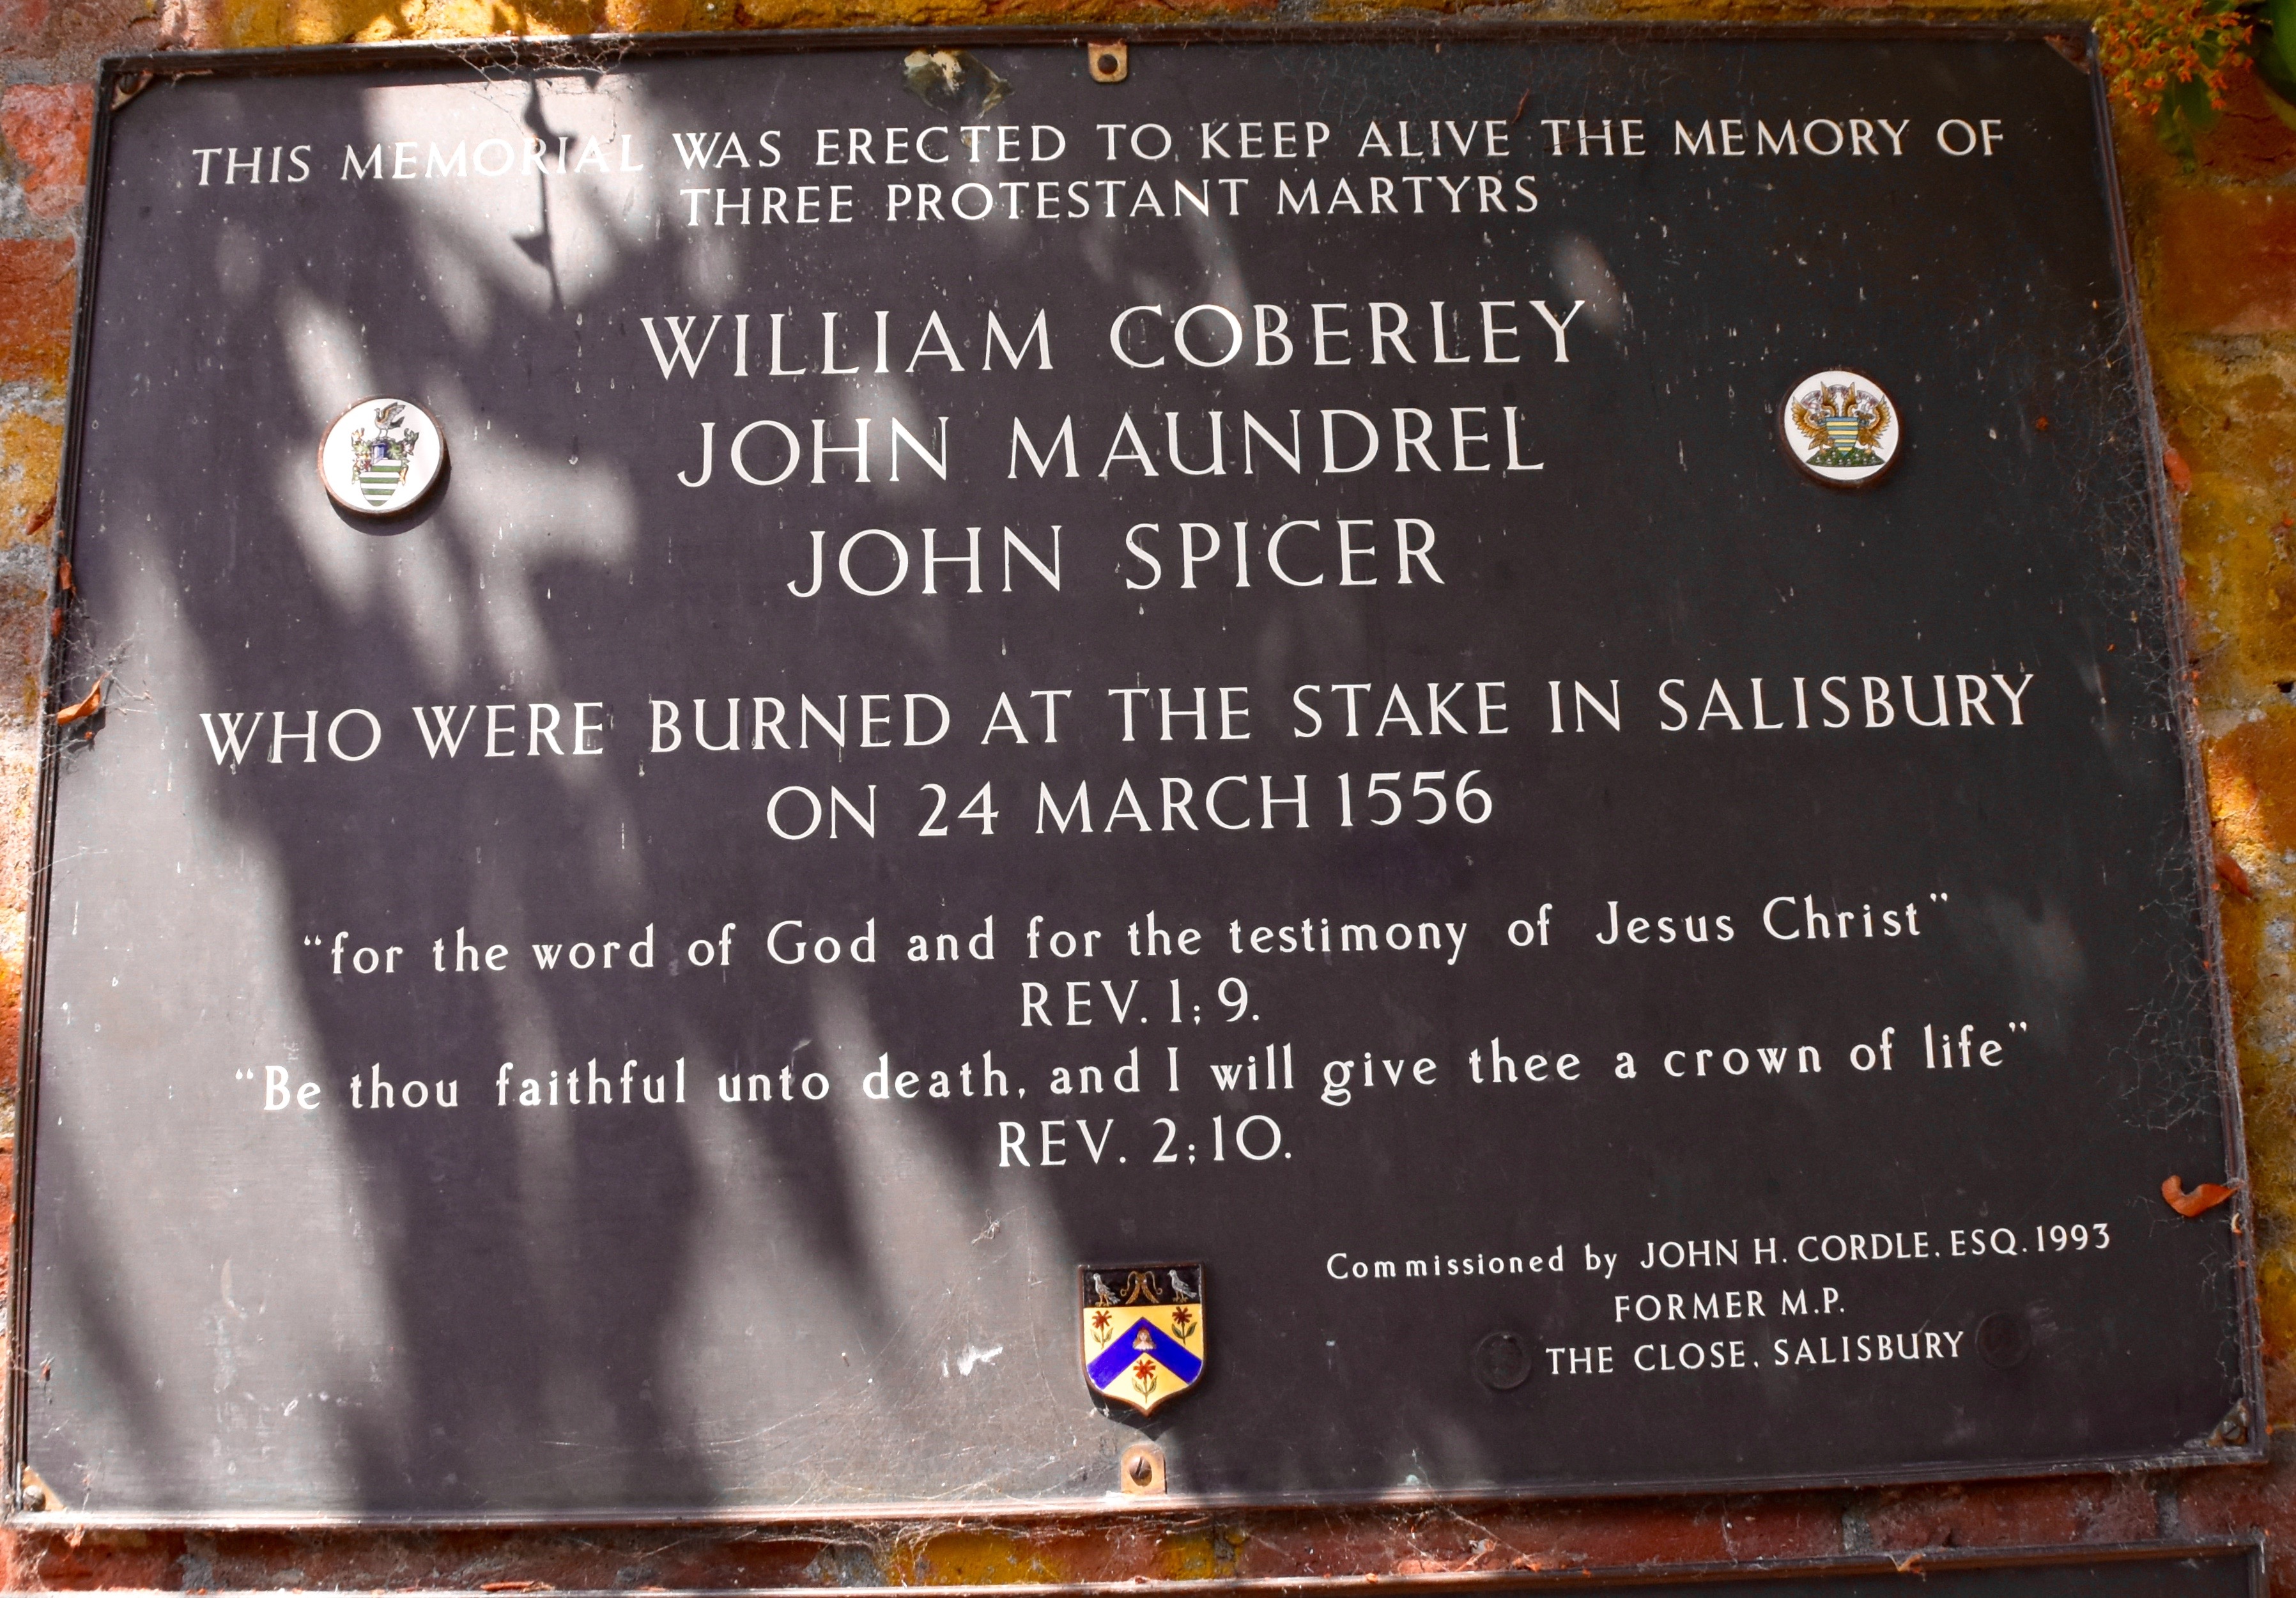 THIS MEMORIAL WAS ERECTED TO KEEP ALIVE THE MEMORY OF
THREE PROTESTANT MARTYRS
WILLIAM COBERLEY
JOHN MAUNDREL
JOHN SPICER
WHO WERE BURNED AT THE STAKE IN SALISBURY
ON 24 MARCH 1556
“for the word of God and for the testimony of Jesus Christ”
REV. 1; 9.
“Be thou faithful unto death, and I will give thee a crown of life”
REV. 2;10.
Commissioned by JOHN H. CORDLE, ESQ. 1993
FORMER M.P.
THE CLOSE, SALISBURY